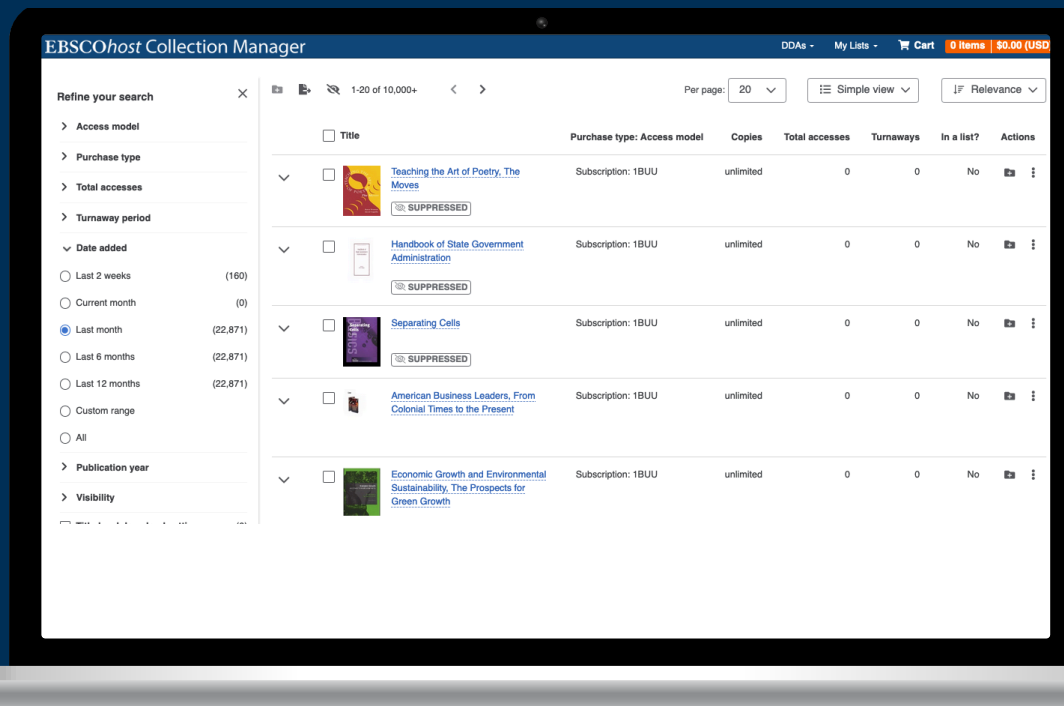 EBSCOhost Collection Manager
DDAs
My Lists
Cart
0 Items
$0.00 (USD
Refine your search
Access model
Purchase type
Total accesses
Turnaway period
Date added
Last 2 weeks (160)
Current month (0)
Last month (22,871)
Last 6 months (22,871)
Last 12 months (22,871)
Custom range
All
Publication year
Visibility
1-20 of 10,000+
Per page: 20
Simple view
Relevance
Title Purchase type: Access model Copies Total accesses Turnaways In a list? Actions
Teaching the Art of Poetry, The Subscription: 1BUU unlimited 0 0 No
Moves
SUPPRESSED
Handbook of State Government Subscription: 1BUU unlimited 0 0 No
Administration
SUPPRESSED
Separating Cells Subscription: 1BUU unlimited 0 0 No
SUPPRESSED
American Business Leaders, From Subscription: 1BUU unlimited 0 0 No
Colonial Times to the Present
Economic Growth and Environmental Subscription: 1BUU unlimited 0 0 No
Sustainability, The Prospects for
Green Growth